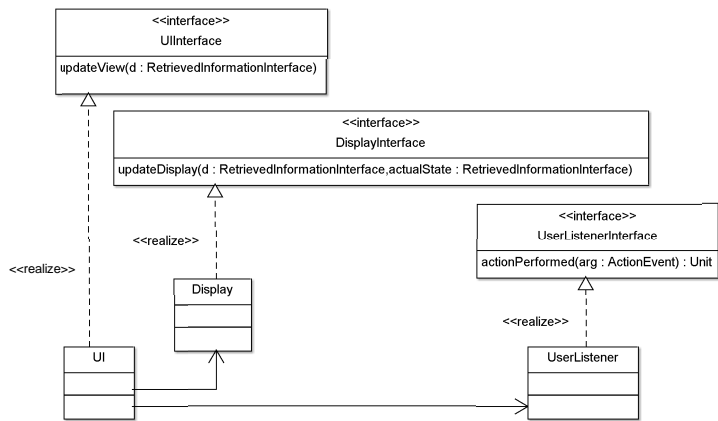 <<interface>>
UIInterface
updateView(d : RetrievedInformationInterface)
<<interface>>
DisplayInterface
updateDisplay(d : RetrievedInformationInterface,actualState : RetrievedInformationInterface)
<<interface>>
UserListenerInterface
actionPerformed(arg : ActionEvent) : Unit
<<realize>>
<<realize>>
Display
<<realize>>
UI
UserListener